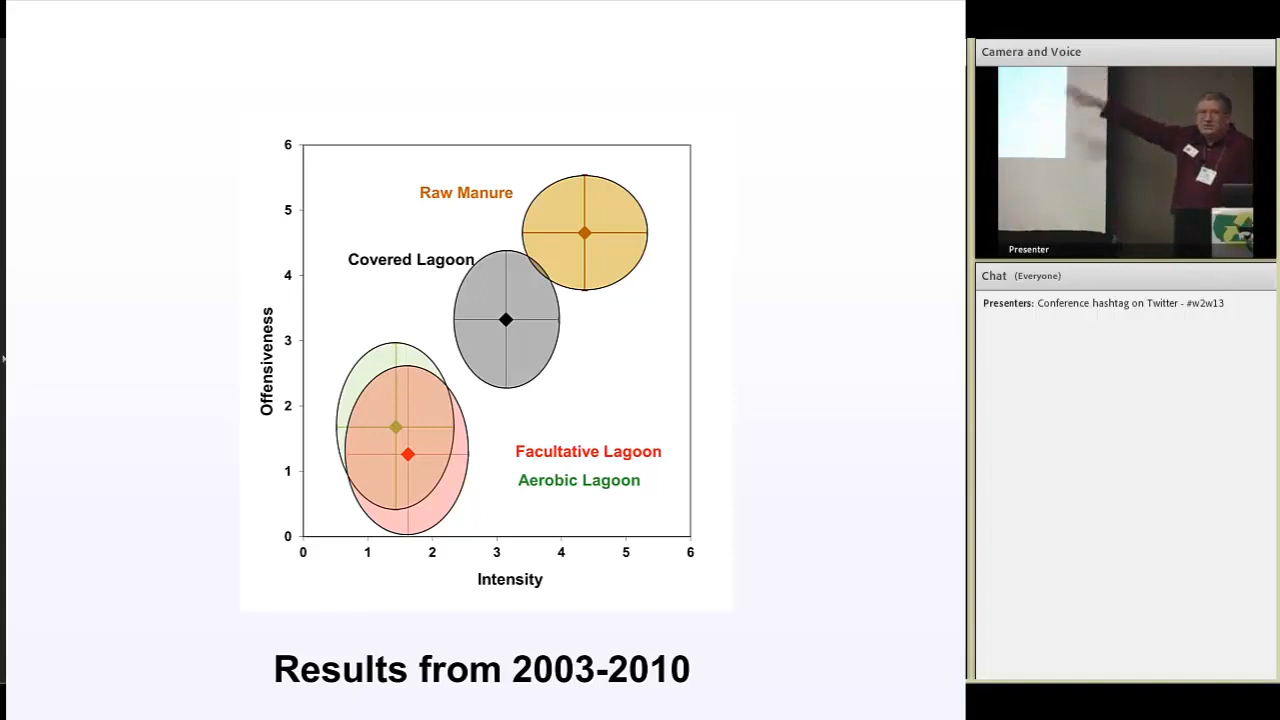 6
Raw Manure
5
Covered Lagoon
4
Offensiveness
3
2
Facultative Lagoon
1
Aerobic Lagoon
0
0 1 2 3 4 5 6
Intensity
Results from 2003-2010
Camera and Voice
Presenter
Chat (Everyone)
Presenters: Conference hashtag on Twitter - #w2w13